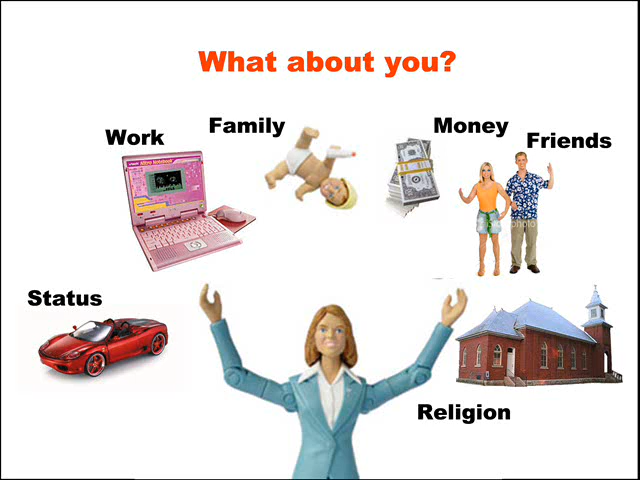 What about you?
Work
Family
Money
Friends
Status
Religion